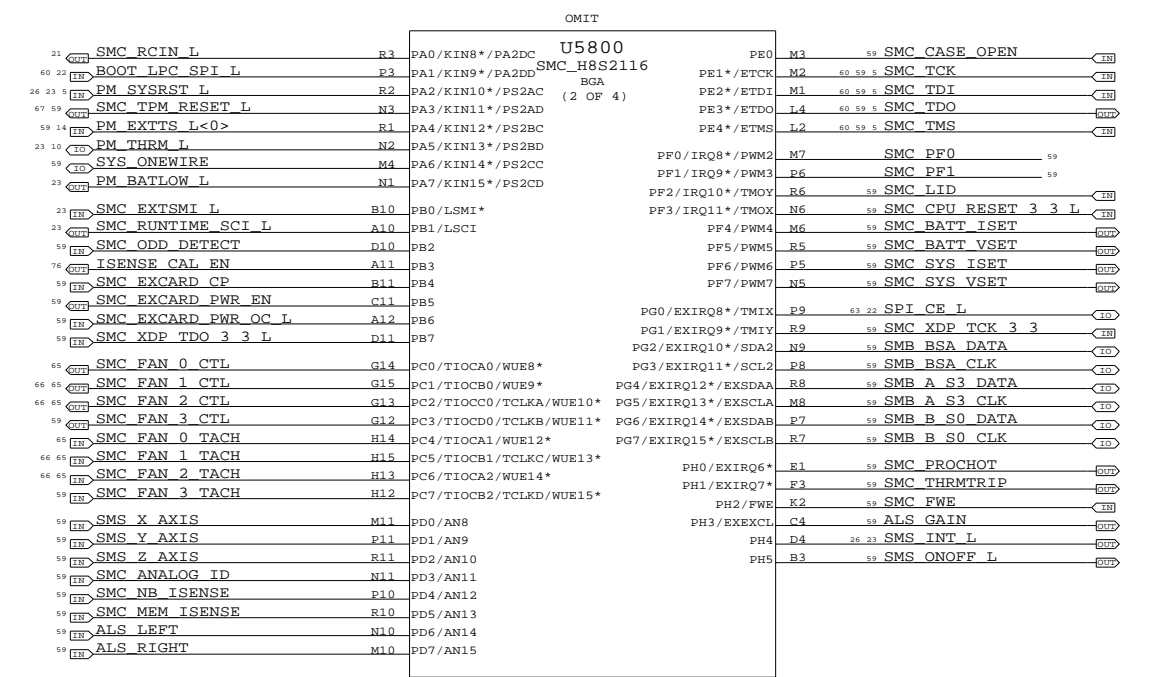 OMIT
U5800
SMC_H8S2116
BGA
(2 OF 4)
21 OUT SMC_RCIN_L R3 PA0/KIN8*/PA2DC
60 22 IN BOOT_LPC_SPI_L P3 PA1/KIN9*/PA2DD
26 23 5 IN PM_SYSRST_L R2 PA2/KIN10*/PS2AC
67 59 OUT SMC_TPM_RESET_L N3 PA3/KIN11*/PS2AD
59 14 IN PM_EXTTS_L<0> R1 PA4/KIN12*/PS2BC
23 10 IO PM_THRM_L N2 PA5/KIN13*/PS2BD
59 IO SYS_ONEWIRE M4 PA6/KIN14*/PS2CC
23 OUT PM_BATLOW_L N1 PA7/KIN15*/PS2CD
23 IN SMC_EXTSMI_L B10 PB0/LSMI*
23 OUT SMC_RUNTIME_SCI_L A10 PB1/LSCI
59 IN SMC_ODD_DETECT D10 PB2
76 OUT ISENSE_CAL_EN A11 PB3
59 IN SMC_EXCARD_CP B11 PB4
59 OUT SMC_EXCARD_PWR_EN C11 PB5
59 IN SMC_EXCARD_PWR_OC_L A12 PB6
59 IN SMC_XDP_TDO_3_3_L D11 PB7
65 OUT SMC_FAN_0_CTL G14 PC0/TIOCA0/WUE8*
66 65 OUT SMC_FAN_1_CTL G15 PC1/TIOCB0/WUE9*
66 65 OUT SMC_FAN_2_CTL G13 PC2/TIOCC0/TCLKA/WUE10*
59 OUT SMC_FAN_3_CTL G12 PC3/TIOCD0/TCLKB/WUE11*
65 IN SMC_FAN_0_TACH H14 PC4/TIOCA1/WUE12*
66 65 IN SMC_FAN_1_TACH H15 PC5/TIOCB1/TCLKC/WUE13*
66 65 IN SMC_FAN_2_TACH H13 PC6/TIOCA2/WUE14*
59 IN SMC_FAN_3_TACH H12 PC7/TIOCB2/TCLKD/WUE15*
59 IN SMS_X_AXIS M11 PD0/AN8
59 IN SMS_Y_AXIS P11 PD1/AN9
59 IN SMS_Z_AXIS R11 PD2/AN10
59 IN SMC_ANALOG_ID N11 PD3/AN11
59 IN SMC_NB_ISENSE P10 PD4/AN12
59 IN SMC_MEM_ISENSE R10 PD5/AN13
59 IN ALS_LEFT N10 PD6/AN14
59 IN ALS_RIGHT M10 PD7/AN15
PE0 M3 59 SMC_CASE_OPEN IN
PE1*/ETCK M2 60 59 5 SMC_TCK IN
PE2*/ETDI M1 60 59 5 SMC_TDI IN
PE3*/ETDO L4 60 59 5 SMC_TDO OUT
PE4*/ETMS L2 60 59 5 SMC_TMS IN
PF0/IRQ8*/PWM2 M7 SMC_PF0 59
PF1/IRQ9*/PWM3 P6 SMC_PF1 59
PF2/IRQ10*/TMOY R6 59 SMC_LID IN
PF3/IRQ11*/TMOX N6 59 SMC_CPU_RESET_3_3_L IN
PF4/PWM4 M6 59 SMC_BATT_ISET OUT
PF5/PWM5 R5 59 SMC_BATT_VSET OUT
PF6/PWM6 P5 59 SMC_SYS_ISET OUT
PF7/PWM7 N5 59 SMC_SYS_VSET OUT
PG0/EXIRQ8*/TMIX P9 63 22 SPI_CE_L IO
PG1/EXIRQ9*/TMIY R9 59 SMC_XDP_TCK_3_3 IN
PG2/EXIRQ10*/SDA2 N9 59 SMB_BSA_DATA IO
PG3/EXIRQ11*/SCL2 P8 59 SMB_BSA_CLK IO
PG4/EXIRQ12*/EXSDAA R8 59 SMB_A_S3_DATA IO
PG5/EXIRQ13*/EXSCLA M8 59 SMB_A_S3_CLK IO
PG6/EXIRQ14*/EXSDAB P7 59 SMB_B_S0_DATA IO
PG7/EXIRQ15*/EXSCLB R7 59 SMB_B_S0_CLK IO
PH0/EXIRQ6* E1 59 SMC_PROCHOT OUT
PH1/EXIRQ7* F3 59 SMC_THRMTRIP OUT
PH2/FWE K2 59 SMC_FWE IN
PH3/EXEXCL C4 59 ALS_GAIN OUT
PH4 D4 26 23 SMS_INT_L OUT
PH5 B3 59 SMS_ONOFF_L OUT